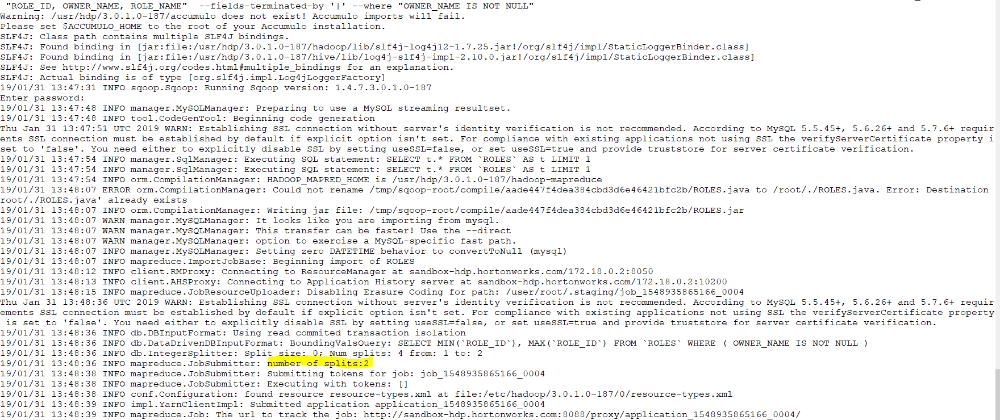 "ROLE_ID, OWNER_NAME, ROLE_NAME"  --fields-terminated-by '|' --where "OWNER_NAME IS NOT NULL"
Warning: /usr/hdp/3.0.1.0-187/accumulo does not exist! Accumulo imports will fail.
Please set $ACCUMULO_HOME to the root of your Accumulo installation.
SLF4J: Class path contains multiple SLF4J bindings.
SLF4J: Found binding in [jar:file:/usr/hdp/3.0.1.0-187/hadoop/lib/slf4j-log4j12-1.7.25.jar!/org/slf4j/impl/StaticLoggerBinder.class]
SLF4J: Found binding in [jar:file:/usr/hdp/3.0.1.0-187/hive/lib/log4j-slf4j-impl-2.10.0.jar!/org/slf4j/impl/StaticLoggerBinder.class]
SLF4J: See http://www.slf4j.org/codes.html#multiple_bindings for an explanation.
SLF4J: Actual binding is of type [org.slf4j.impl.Log4jLoggerFactory]
19/01/31 13:47:31 INFO sqoop.Sqoop: Running Sqoop version: 1.4.7.3.0.1.0-187
Enter password:
19/01/31 13:47:48 INFO manager.MySQLManager: Preparing to use a MySQL streaming resultset.
19/01/31 13:47:48 INFO tool.CodeGenTool: Beginning code generation
Thu Jan 31 13:47:51 UTC 2019 WARN: Establishing SSL connection without server's identity verification is not recommended. According to MySQL 5.5.45+, 5.6.26+ and 5.7.6+ requir
ents SSL connection must be established by default if explicit option isn't set. For compliance with existing applications not using SSL the verifyServerCertificate property i
set to 'false'. You need either to explicitly disable SSL by setting useSSL=false, or set useSSL=true and provide truststore for server certificate verification.
19/01/31 13:47:54 INFO manager.SqlManager: Executing SQL statement: SELECT t.* FROM `ROLES` AS t LIMIT 1
19/01/31 13:47:54 INFO manager.SqlManager: Executing SQL statement: SELECT t.* FROM `ROLES` AS t LIMIT 1
19/01/31 13:47:54 INFO orm.CompilationManager: HADOOP_MAPRED_HOME is /usr/hdp/3.0.1.0-187/hadoop-mapreduce
19/01/31 13:48:07 ERROR orm.CompilationManager: Could not rename /tmp/sqoop-root/compile/aade447f4dea384cbd3d6e46421bfc2b/ROLES.java to /root/./ROLES.java. Error: Destination
root/./ROLES.java' already exists
19/01/31 13:48:07 INFO orm.CompilationManager: Writing jar file: /tmp/sqoop-root/compile/aade447f4dea384cbd3d6e46421bfc2b/ROLES.jar
19/01/31 13:48:07 WARN manager.MySQLManager: It looks like you are importing from mysql.
19/01/31 13:48:07 WARN manager.MySQLManager: This transfer can be faster! Use the --direct
19/01/31 13:48:07 WARN manager.MySQLManager: option to exercise a MySQL-specific fast path.
19/01/31 13:48:07 INFO manager.MySQLManager: Setting zero DATETIME behavior to convertToNull (mysql)
19/01/31 13:48:07 INFO mapreduce.ImportJobBase: Beginning import of ROLES
19/01/31 13:48:12 INFO client.RMProxy: Connecting to ResourceManager at sandbox-hdp.hortonworks.com/172.18.0.2:8050
19/01/31 13:48:13 INFO client.AHSProxy: Connecting to Application History server at sandbox-hdp.hortonworks.com/172.18.0.2:10200
19/01/31 13:48:15 INFO mapreduce.JobResourceUploader: Disabling Erasure Coding for path: /user/root/.staging/job_1548935865166_0004
Thu Jan 31 13:48:36 UTC 2019 WARN: Establishing SSL connection without server's identity verification is not recommended. According to MySQL 5.5.45+, 5.6.26+ and 5.7.6+ requir
ements SSL connection must be established by default if explicit option isn't set. For compliance with existing applications not using SSL the verifyServerCertificate property
is set to 'false'. You need either to explicitly disable SSL by setting useSSL=false, or set useSSL=true and provide truststore for server certificate verification.
19/01/31 13:48:36 INFO db.DBInputFormat: Using read commited transaction isolation
19/01/31 13:48:36 INFO db.DataDrivenDBInputFormat: BoundingValsQuery: SELECT MIN(`ROLE_ID`), MAX(`ROLE_ID`) FROM `ROLES` WHERE ( OWNER_NAME IS NOT NULL )
19/01/31 13:48:36 INFO db.IntegerSplitter: Split size: 0; Num splits: 4 from: 1 to: 2
19/01/31 13:48:36 INFO mapreduce.JobSubmitter: number of splits:2
19/01/31 13:48:38 INFO mapreduce.JobSubmitter: Submitting tokens for job: job_1548935865166_0004
19/01/31 13:48:38 INFO mapreduce.JobSubmitter: Executing with tokens: []
19/01/31 13:48:38 INFO conf.Configuration: found resource resource-types.xml at file:/etc/hadoop/3.0.1.0-187/0/resource-types.xml
19/01/31 13:48:39 INFO impl.YarnClientImpl: Submitted application application_1548935865166_0004
19/01/31 13:48:39 INFO mapreduce.Job: The url to track the job: http://sandbox-hdp.hortonworks.com:8088/proxy/application_1548935865166_0004/